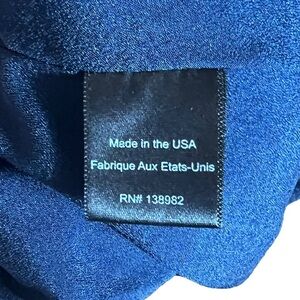 Made in the USA
Fabrique Aux Etats-Unis
RN# 138982